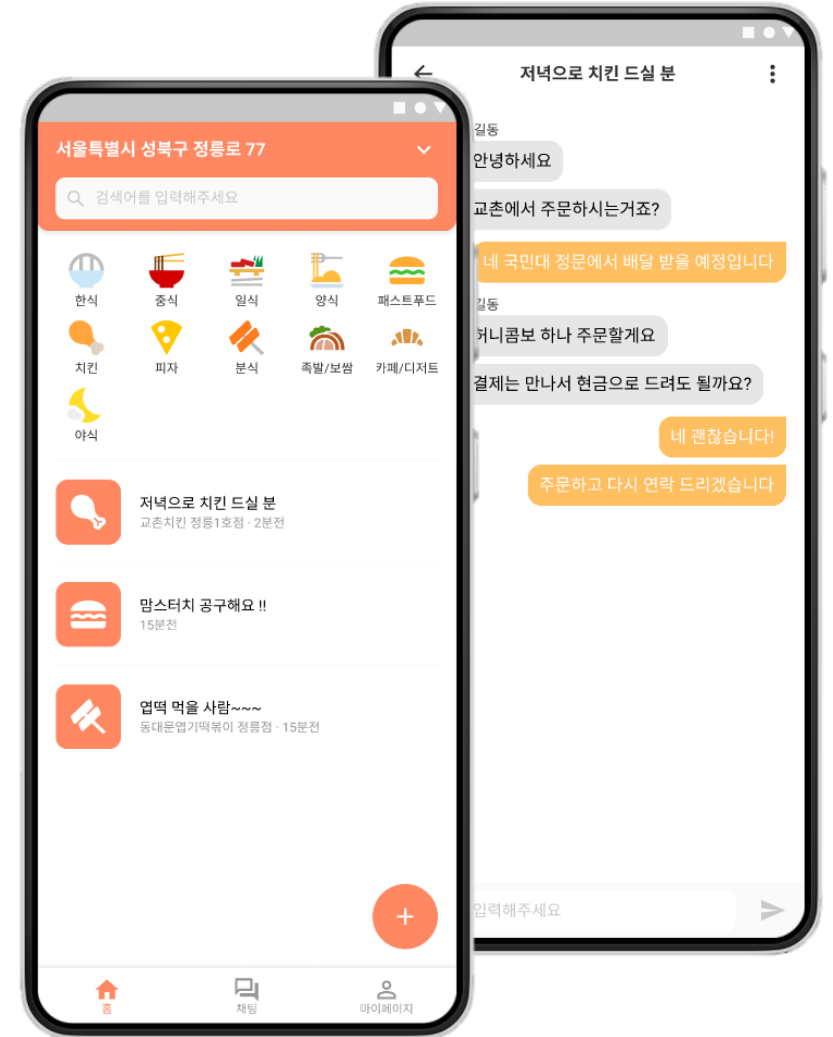 서울특별시 성북구 정릉로 77
검색어를 입력해주세요
한식 중식 일식 양식 패스트푸드
치킨 피자 분식 족발/보쌈 카페/디저트
야식
저녁으로 치킨 드실 분
교촌치킨 정릉1호점 · 2분전
맘스터치 공구해요 !!
15분전
엽떡 먹을 사람~~~
동대문엽기떡볶이 정릉점 · 15분전
+
홈 채팅 마이페이지
저녁으로 치킨 드실 분
길동
안녕하세요
교촌에서 주문하시는거죠?
네 국민대 정문에서 배달 받을 예정입니다
길동
허니콤보 하나 주문할게요
결제는 만나서 현금으로 드려도 될까요?
네 괜찮습니다!
주문하고 다시 연락 드리겠습니다
입력해주세요